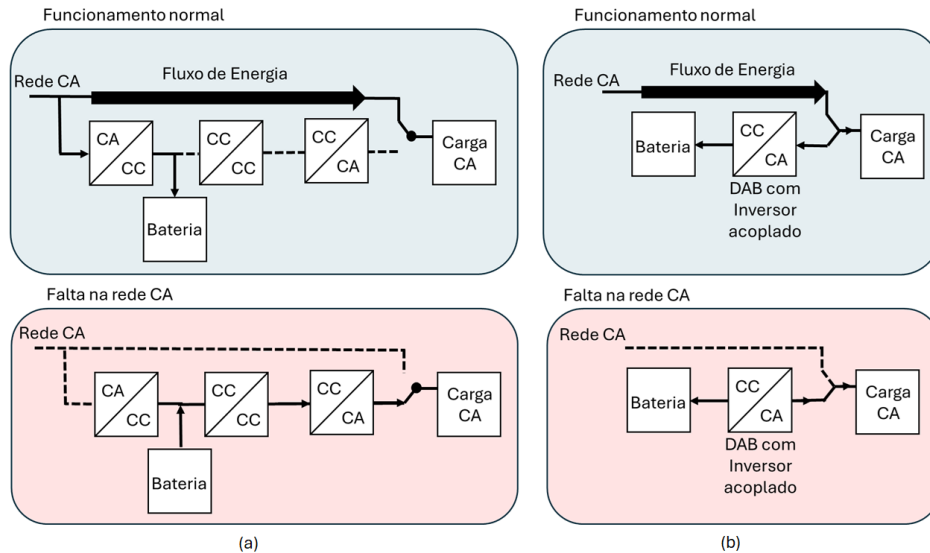 Funcionamento normal
Rede CA
Fluxo de Energia
CA
CC
CC
CC
CC
CA
Carga
CA
Bateria
Funcionamento normal
Rede CA
Fluxo de Energia
Bateria
CC
CA
Carga
CA
DAB com
Inversor
acoplado
Falta na rede CA
Rede CA
CA
CC
CC
CC
CC
CA
Carga
CA
Bateria
Falta na rede CA
Rede CA
Bateria
CC
CA
Carga
CA
DAB com
Inversor
acoplado
(a)
(b)